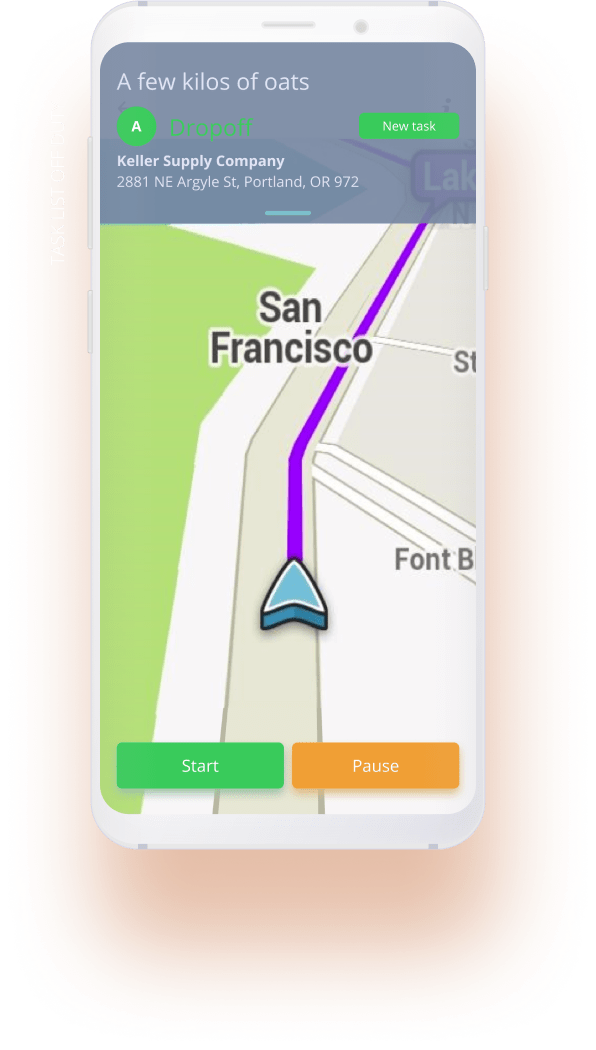 A few kilos of oats
A
Dropoff
New task
Keller Supply Company
2881 NE Argyle St, Portland, OR 972
Lak
N
San
Francisco
St
Font B
Start
Pause